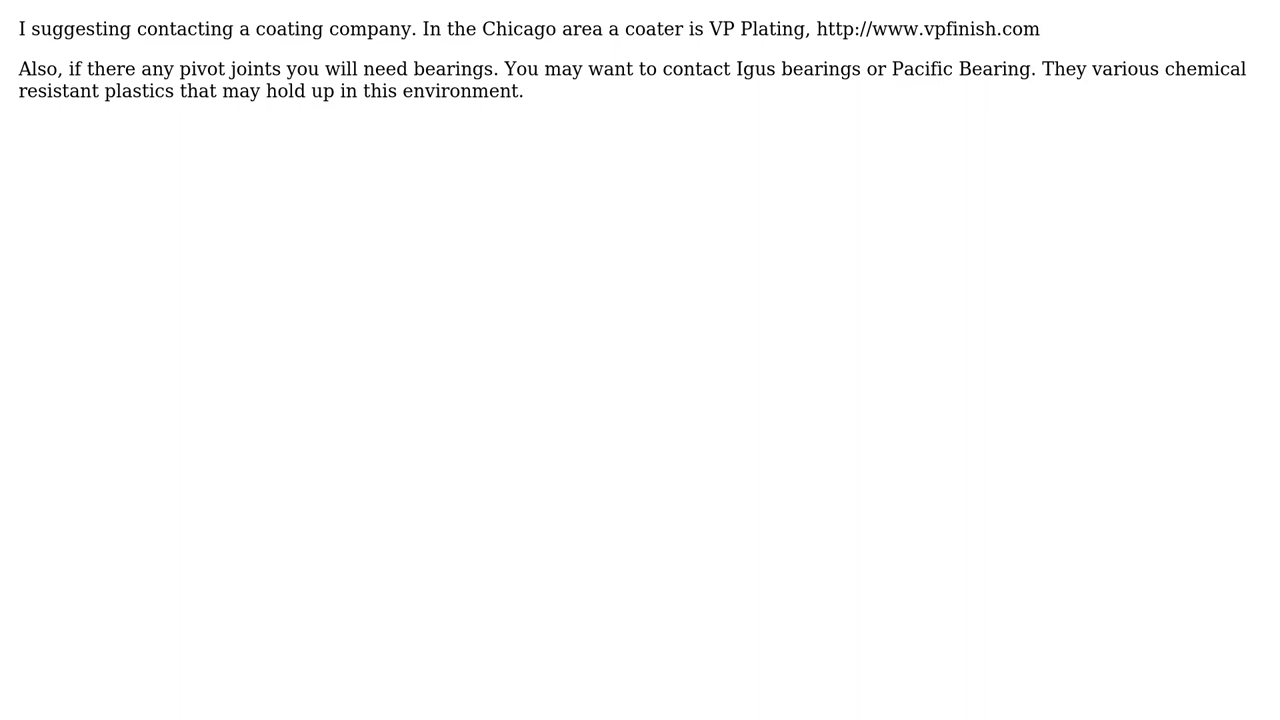 I suggesting contacting a coating company. In the Chicago area a coater is VP Plating, http://www.vpfinish.com
Also, if there any pivot joints you will need bearings. You may want to contact Igus bearings or Pacific Bearing. They various chemical
resistant plastics that may hold up in this environment.